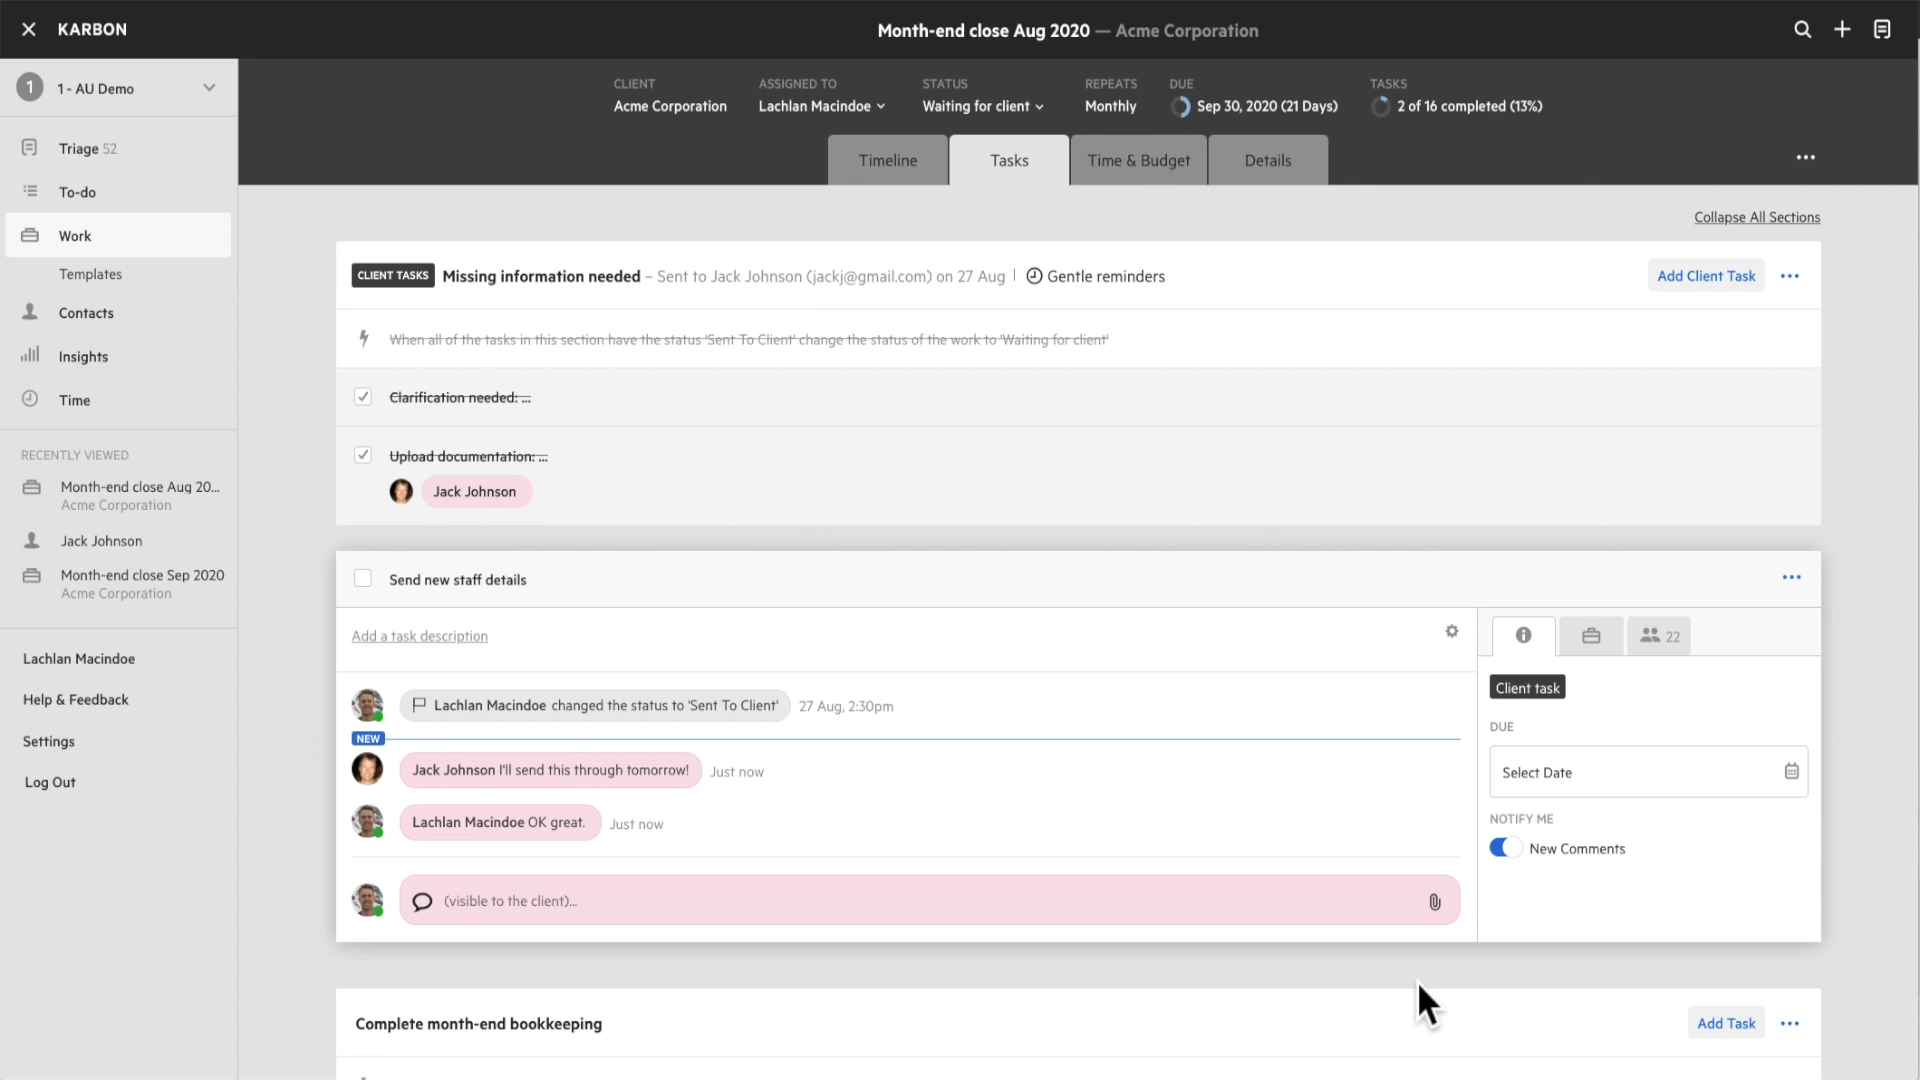 KARBON
Month-end close Aug 2020 — Acme Corporation
1 1 - AU Demo
CLIENT
Acme Corporation
ASSIGNED TO
Lachlan Macindoe
STATUS
Waiting for client
REPEATS
Monthly
DUE
Sep 30, 2020 (21 Days)
TASKS
2 of 16 completed (13%)
Timeline
Tasks
Time & Budget
Details
Triage 52
To-do
Work
Templates
Contacts
Insights
Time
RECENTLY VIEWED
Month-end close Aug 20...
Acme Corporation
Jack Johnson
Month-end close Sep 2020
Acme Corporation
Lachlan Macindoe
Help & Feedback
Settings
Log Out
Collapse All Sections
CLIENT TASKS Missing information needed – Sent to Jack Johnson (jackj@gmail.com) on 27 Aug | Gentle reminders
Add Client Task
When all of the tasks in this section have the status 'Sent To Client' change the status of the work to 'Waiting for client'
Clarification needed: ...
Upload documentation: ...
Jack Johnson
Send new staff details
Add a task description
Lachlan Macindoe changed the status to 'Sent To Client' 27 Aug, 2:30pm
NEW
Jack Johnson I'll send this through tomorrow! Just now
Lachlan Macindoe OK great. Just now
(visible to the client)...
22
Client task
DUE
Select Date
NOTIFY ME
New Comments
Complete month-end bookkeeping
Add Task